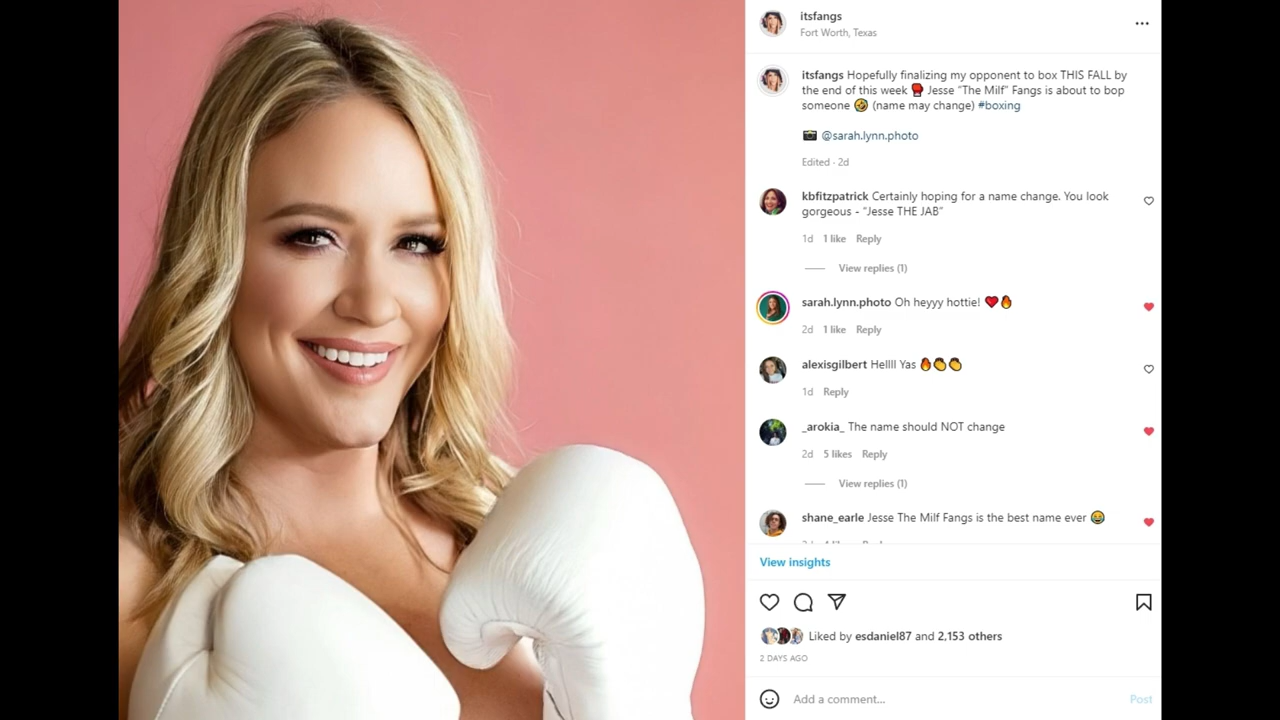 itsfangs
Fort Worth, Texas
itsfangs Hopefully finalizing my opponent to box THIS FALL by
the end of this week 🥊 Jesse “The Milf” Fangs is about to bop
someone 🤣 (name may change) #boxing
📸 @sarah.lynn.photo
Edited · 2d
kbfitzpatrick Certainly hoping for a name change. You look
gorgeous - “Jesse THE JAB”
1d 1 like Reply
View replies (1)
sarah.lynn.photo Oh heyyy hottie! ❤️🔥
2d 1 like Reply
alexisgilbert Hellll Yas 🔥👏👏
1d Reply
_arokia_ The name should NOT change
2d 5 likes Reply
View replies (1)
shane_earle Jesse The Milf Fangs is the best name ever 😂
View insights
Liked by esdaniel87 and 2,153 others
2 DAYS AGO
Add a comment...
Post